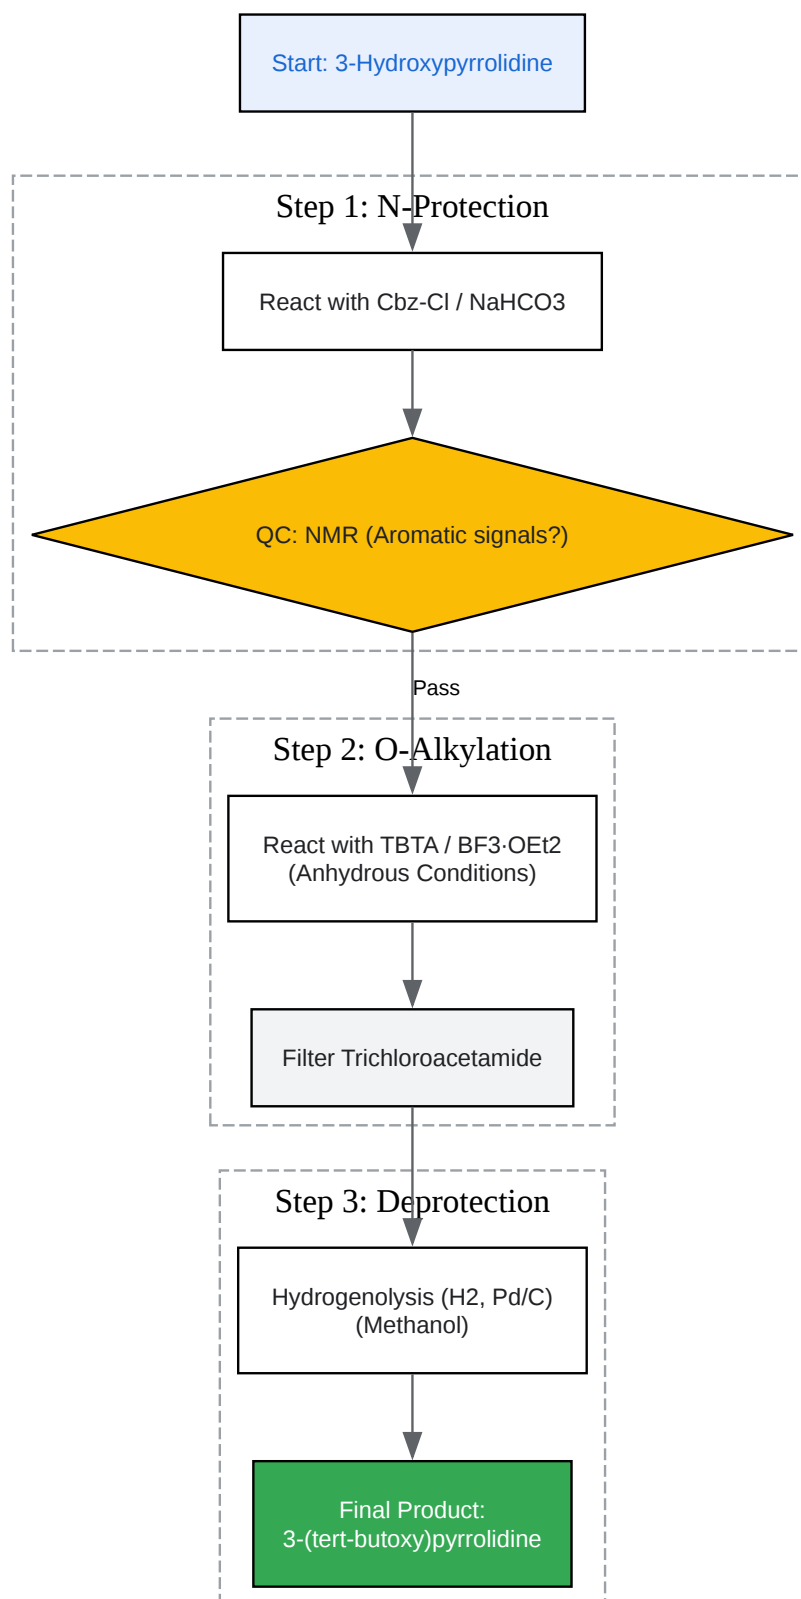 Start: 3-Hydroxypyrrolidine
Step 1: N-Protection
React with Cbz-Cl / NaHCO3
QC: NMR (Aromatic signals?)
Pass
Step 2: O-Alkylation
React with TBTA / BF3·OEt2
(Anhydrous Conditions)
Filter Trichloroacetamide
Step 3: Deprotection
Hydrogenolysis (H2, Pd/C)
(Methanol)
Final Product:
3-(tert-butoxy)pyrrolidine